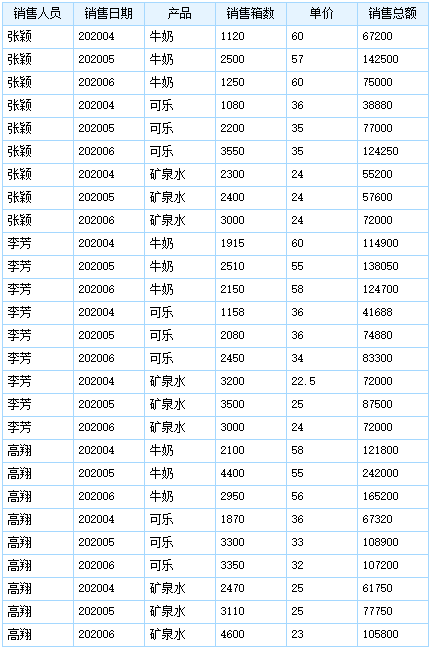 销售人员 销售日期 产品 销售箱数 单价 销售总额
张颖 202004 牛奶 1120 60 67200
张颖 202005 牛奶 2500 57 142500
张颖 202006 牛奶 1250 60 75000
张颖 202004 可乐 1080 36 38880
张颖 202005 可乐 2200 35 77000
张颖 202006 可乐 3550 35 124250
张颖 202004 矿泉水 2300 24 55200
张颖 202005 矿泉水 2400 24 57600
张颖 202006 矿泉水 3000 24 72000
李芳 202004 牛奶 1915 60 114900
李芳 202005 牛奶 2510 55 138050
李芳 202006 牛奶 2150 58 124700
李芳 202004 可乐 1158 36 41688
李芳 202005 可乐 2080 36 74880
李芳 202006 可乐 2450 34 83300
李芳 202004 矿泉水 3200 22.5 72000
李芳 202005 矿泉水 3500 25 87500
李芳 202006 矿泉水 3000 24 72000
高翔 202004 牛奶 2100 58 121800
高翔 202005 牛奶 4400 55 242000
高翔 202006 牛奶 2950 56 165200
高翔 202004 可乐 1870 36 67320
高翔 202005 可乐 3300 33 108900
高翔 202006 可乐 3350 32 107200
高翔 202004 矿泉水 2470 25 61750
高翔 202005 矿泉水 3110 25 77750
高翔 202006 矿泉水 4600 23 105800